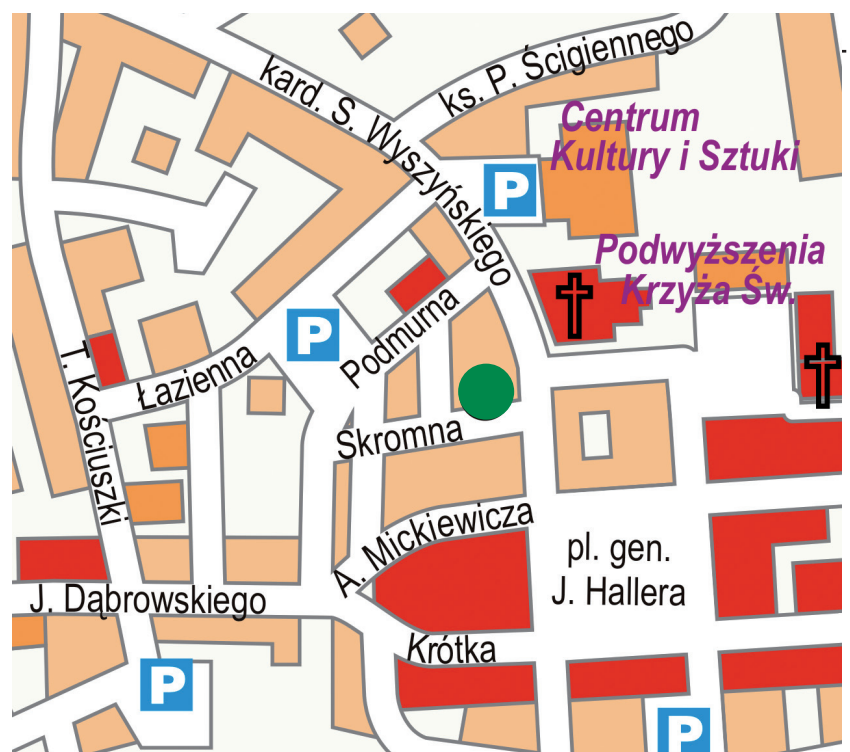 kard. S. Wyszyńskiego
ks. P. Ścigiennego
Centrum
Kultury i Sztuki
P
Podwyższenia
Krzyża Św.
P
Podmurna
Łazienna
T. Kościuszki
Skromna
A. Mickiewicza
pl. gen.
J. Hallera
J. Dąbrowskiego
Krótka
P
P